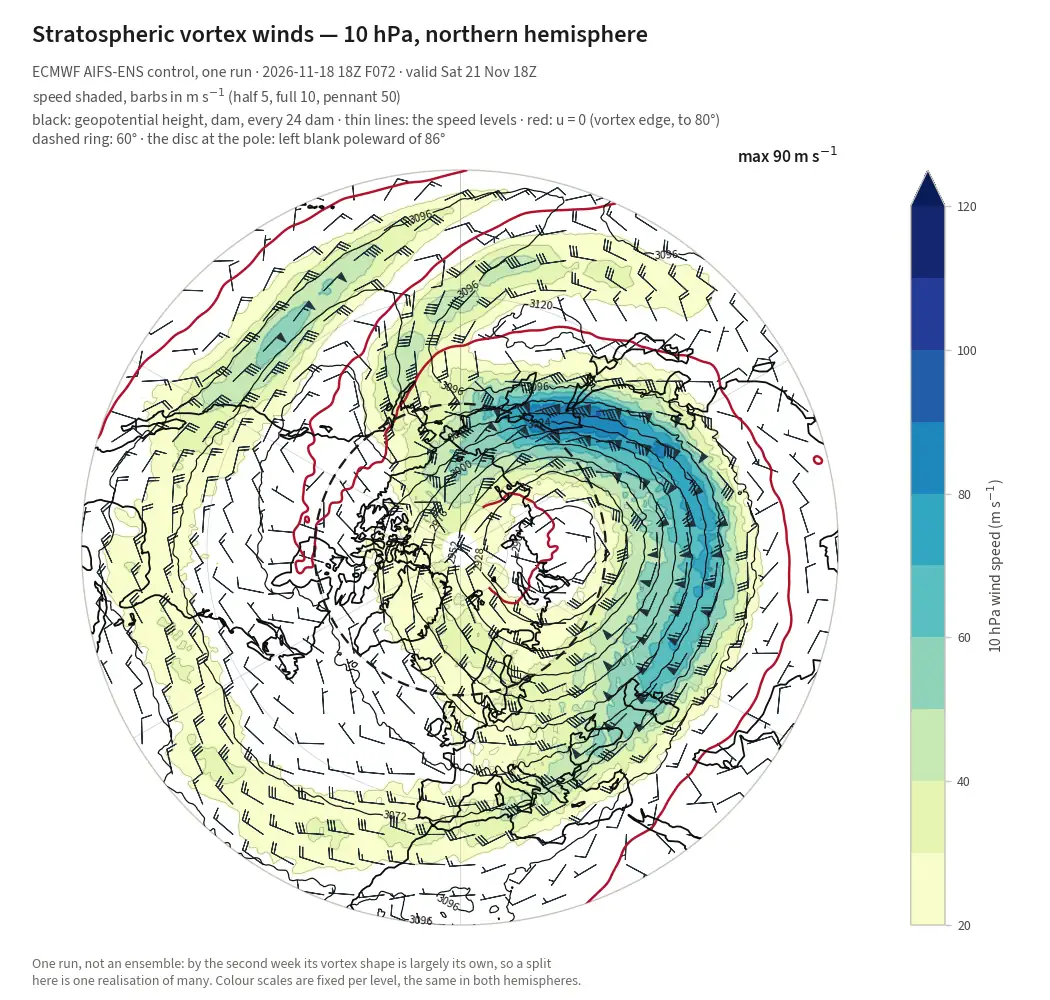 Stratospheric vortex winds — 10 hPa, northern hemisphere
ECMWF AIFS-ENS control, one run · 2026-11-18 18Z F072 · valid Sat 21 Nov 18Z
speed shaded, barbs in m s⁻¹ (half 5, full 10, pennant 50)
black: geopotential height, dam, every 24 dam · thin lines: the speed levels · red: u = 0 (vortex edge, to 80°)
dashed ring: 60° · the disc at the pole: left blank poleward of 86°
max 90 m s⁻¹
120
100
80
60
40
20
10 hPa wind speed (m s⁻¹)
3096
3096
3096
3120
3096
3096
3000
3072
3096
3096
One run, not an ensemble: by the second week its vortex shape is largely its own, so a split
here is one realisation of many. Colour scales are fixed per level, the same in both hemispheres.